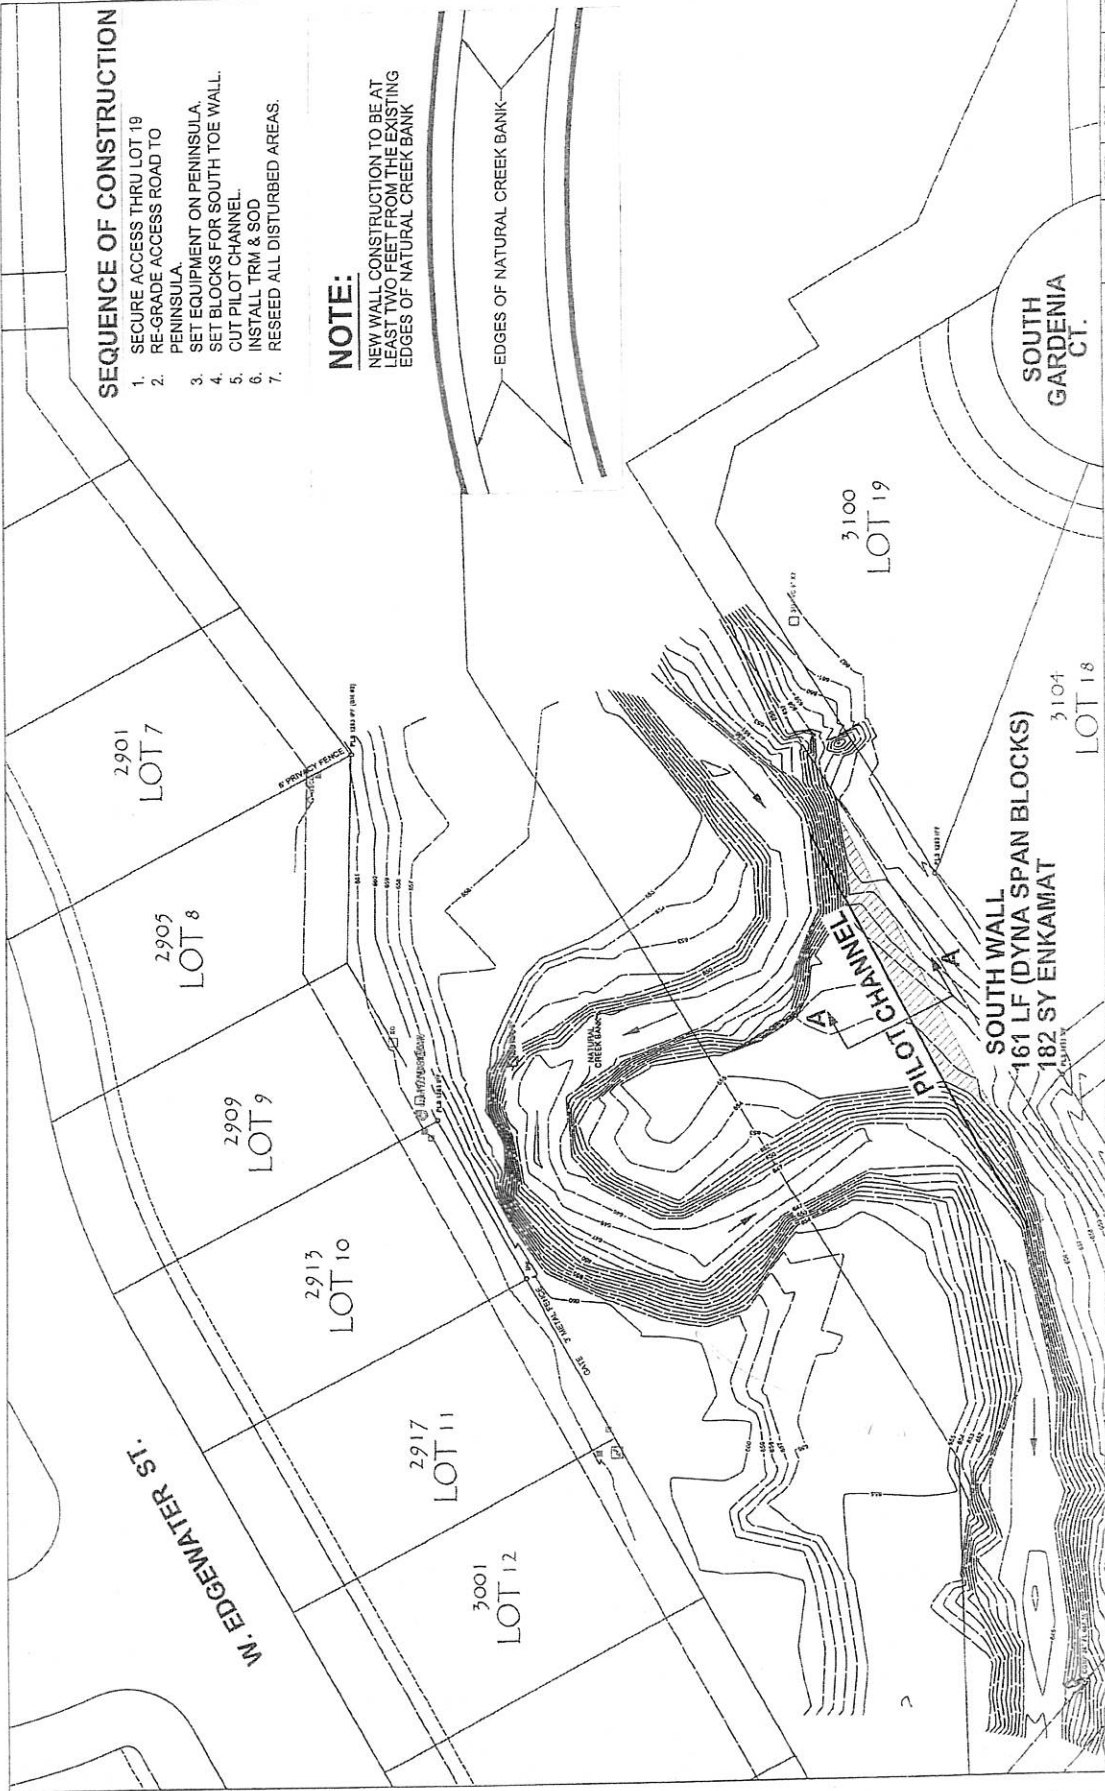 SEQUENCE OF CONSTRUCTION
1. SECURE ACCESS THRU LOT 19
2. RE-GRADE ACCESS ROAD TO
PENINSULA.
3. SET EQUIPMENT ON PENINSULA.
4. SET BLOCKS FOR SOUTH TOE WALL.
5. CUT PILOT CHANNEL.
6. INSTALL TRM & SOD
7. RESEED ALL DISTURBED AREAS.
NOTE:
NEW WALL CONSTRUCTION TO BE AT
LEAST TWO FEET FROM THE EXISTING
EDGES OF NATURAL CREEK BANK
EDGES OF NATURAL CREEK BANK
W. EDGEWATER ST.
2901
LOT 7
2905
LOT 8
2909
LOT 9
2913
LOT 10
2917
LOT 11
3001
LOT 12
6' PRIVACY FENCE
GATE
3' METAL FENCE
NATURAL
CREEK BANK
PILOT CHANNEL
A
A
SOUTH WALL
161 LF (DYNA SPAN BLOCKS)
182 SY ENKAMAT
3100
LOT 19
3104
LOT 18
SOUTH
GARDENIA
CT.